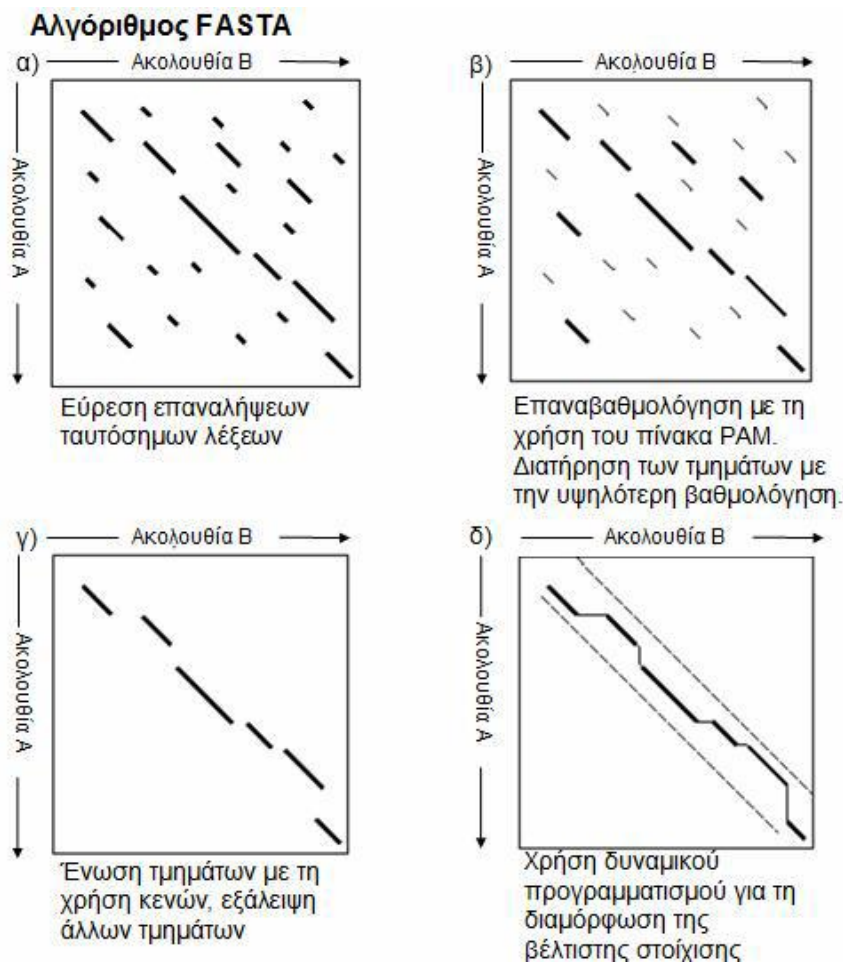 Αλγόριθμος FASTA
α)
Ακολουθία Β
Ακολουθία Α
Εύρεση επαναλήψεων
ταυτόσημων λέξεων
β)
Ακολουθία Β
Ακολουθία Α
Επαναβαθμολόγηση με τη
χρήση του πίνακα PAM.
Διατήρηση των τμημάτων με
την υψηλότερη βαθμολόγηση.
γ)
Ακολουθία Β
Ακολουθία Α
Ένωση τμημάτων με τη
χρήση κενών, εξάλειψη
άλλων τμημάτων
δ)
Ακολουθία Β
Ακολουθία Α
Χρήση δυναμικού
προγραμματισμού για τη
διαμόρφωση της
βέλτιστης στοίχισης